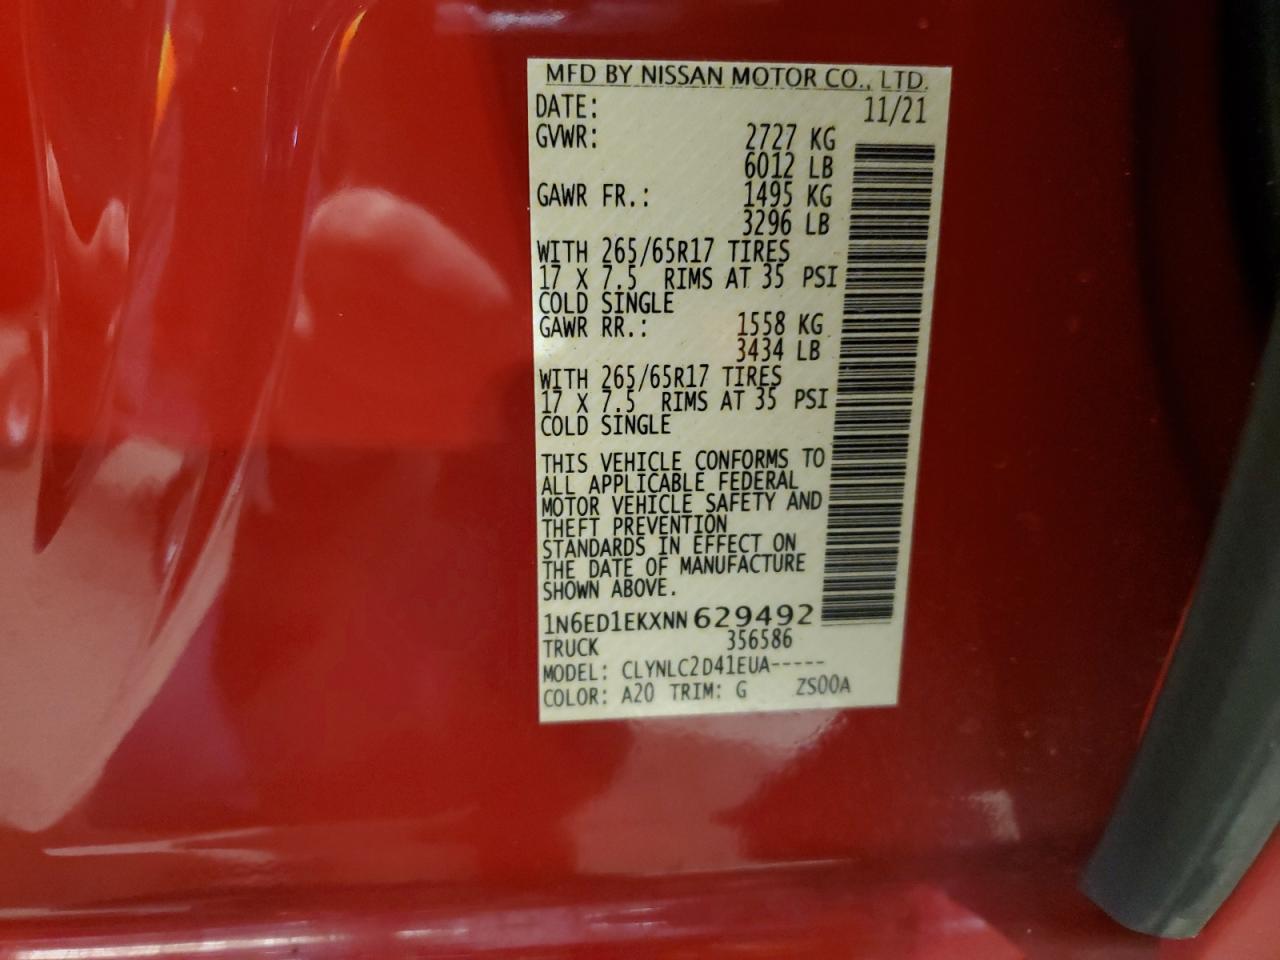 MFD BY NISSAN MOTOR CO., LTD.
DATE: 11/21
GVWR: 2727 KG
6012 LB
GAWR FR.: 1495 KG
3296 LB
WITH 265/65R17 TIRES
17 X 7.5 RIMS AT 35 PSI
COLD SINGLE
GAWR RR.: 1558 KG
3434 LB
WITH 265/65R17 TIRES
17 X 7.5 RIMS AT 35 PSI
COLD SINGLE
THIS VEHICLE CONFORMS TO
ALL APPLICABLE FEDERAL
MOTOR VEHICLE SAFETY AND
THEFT PREVENTION
STANDARDS IN EFFECT ON
THE DATE OF MANUFACTURE
SHOWN ABOVE.
1N6ED1EKXNN629492
TRUCK 356586
MODEL: CLYNLC2D41EUA-----
COLOR: A20 TRIM: G ZS00A